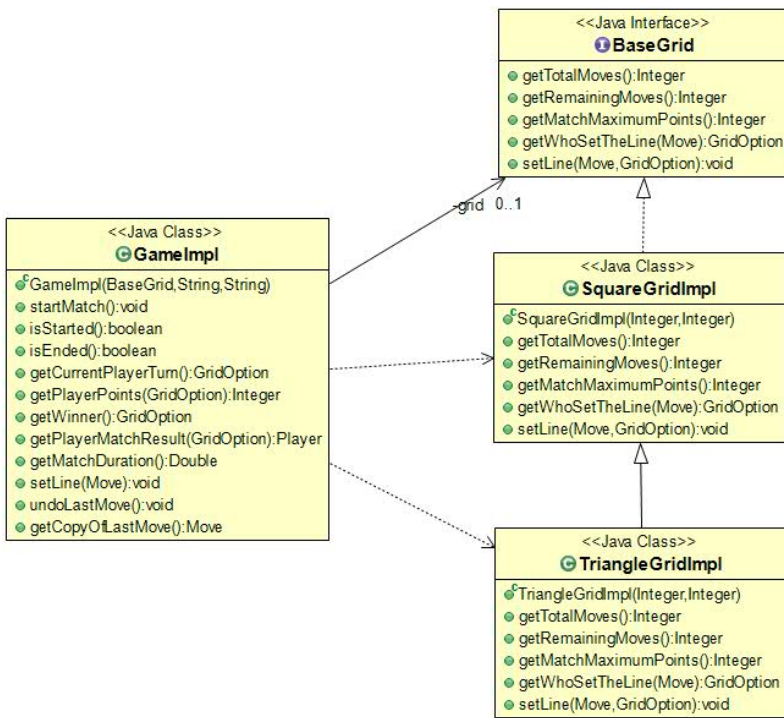 <<Java Interface>>
BaseGrid
getTotalMoves():Integer
getRemainingMoves():Integer
getMatchMaximumPoints():Integer
getWhoSetTheLine(Move):GridOption
setLine(Move,GridOption):void
-grid 0..1
<<Java Class>>
GameImpl
GameImpl(BaseGrid,String,String)
startMatch():void
isStarted():boolean
isEnded():boolean
getCurrentPlayerTurn():GridOption
getPlayerPoints(GridOption):Integer
getWinner():GridOption
getPlayerMatchResult(GridOption):Player
getMatchDuration():Double
setLine(Move):void
undoLastMove():void
getCopyOfLastMove():Move
<<Java Class>>
SquareGridImpl
SquareGridImpl(Integer,Integer)
getTotalMoves():Integer
getRemainingMoves():Integer
getMatchMaximumPoints():Integer
getWhoSetTheLine(Move):GridOption
setLine(Move,GridOption):void
<<Java Class>>
TriangleGridImpl
TriangleGridImpl(Integer,Integer)
getTotalMoves():Integer
getRemainingMoves():Integer
getMatchMaximumPoints():Integer
getWhoSetTheLine(Move):GridOption
setLine(Move,GridOption):void